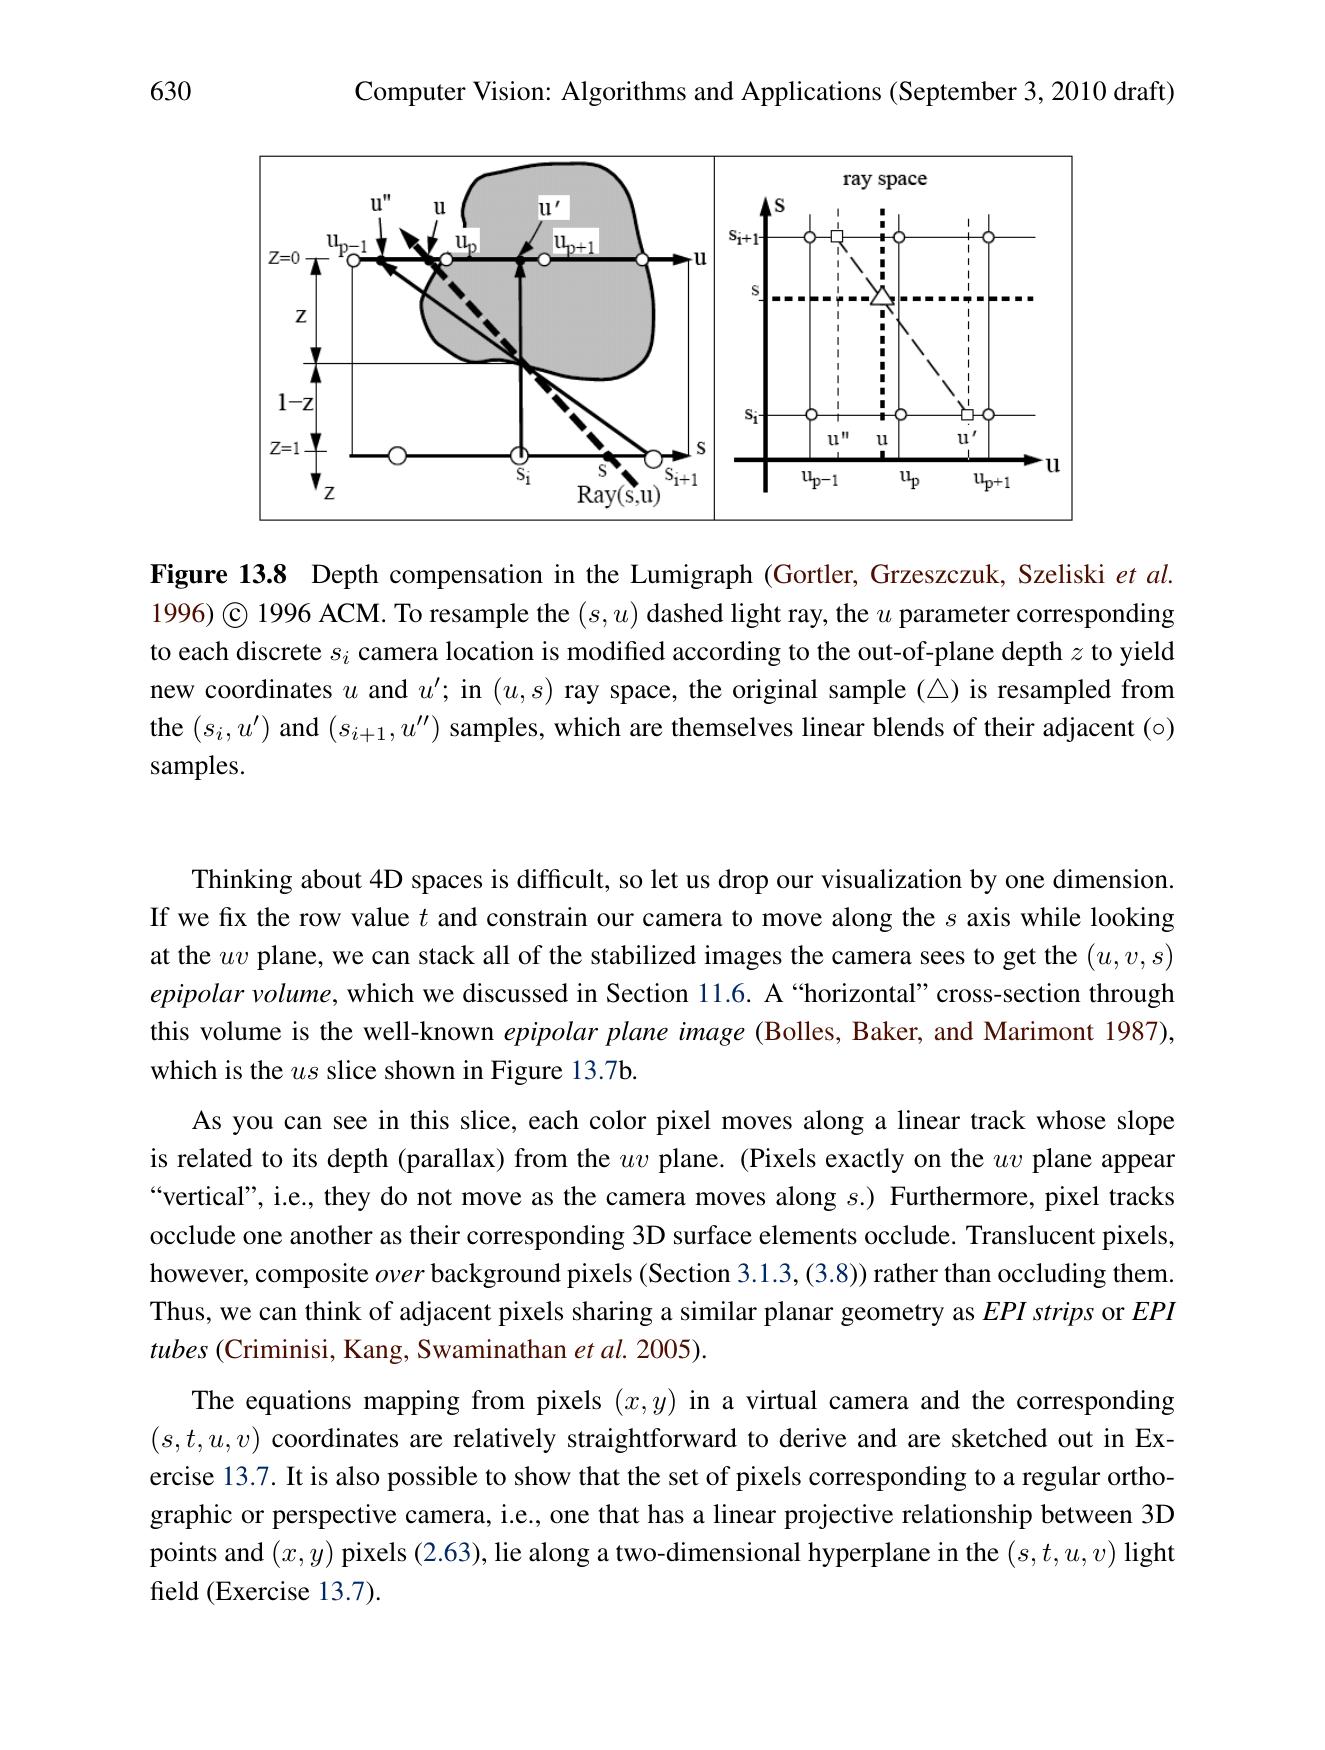 630 Computer Vision: Algorithms and Applications (September 3, 2010 draft)
u" u u′
u_{p−1} u_p u_{p+1}
Z=0 u
z
1−z
Z=1 s
s_i s s_{i+1}
z Ray(s,u)
ray space
s
s_{i+1}
s
s_i
u" u u′
u
u_{p−1} u_p u_{p+1}
Figure 13.8 Depth compensation in the Lumigraph (Gortler, Grzeszczuk, Szeliski et al.
1996) © 1996 ACM. To resample the (s, u) dashed light ray, the u parameter corresponding
to each discrete s_i camera location is modified according to the out-of-plane depth z to yield
new coordinates u and u′; in (u, s) ray space, the original sample (△) is resampled from
the (s_i, u′) and (s_{i+1}, u″) samples, which are themselves linear blends of their adjacent (◦)
samples.
Thinking about 4D spaces is difficult, so let us drop our visualization by one dimension.
If we fix the row value t and constrain our camera to move along the s axis while looking
at the uv plane, we can stack all of the stabilized images the camera sees to get the (u, v, s)
epipolar volume, which we discussed in Section 11.6. A “horizontal” cross-section through
this volume is the well-known epipolar plane image (Bolles, Baker, and Marimont 1987),
which is the us slice shown in Figure 13.7b.
As you can see in this slice, each color pixel moves along a linear track whose slope
is related to its depth (parallax) from the uv plane. (Pixels exactly on the uv plane appear
“vertical”, i.e., they do not move as the camera moves along s.) Furthermore, pixel tracks
occlude one another as their corresponding 3D surface elements occlude. Translucent pixels,
however, composite over background pixels (Section 3.1.3, (3.8)) rather than occluding them.
Thus, we can think of adjacent pixels sharing a similar planar geometry as EPI strips or EPI
tubes (Criminisi, Kang, Swaminathan et al. 2005).
The equations mapping from pixels (x, y) in a virtual camera and the corresponding
(s, t, u, v) coordinates are relatively straightforward to derive and are sketched out in Ex-
ercise 13.7. It is also possible to show that the set of pixels corresponding to a regular ortho-
graphic or perspective camera, i.e., one that has a linear projective relationship between 3D
points and (x, y) pixels (2.63), lie along a two-dimensional hyperplane in the (s, t, u, v) light
field (Exercise 13.7).